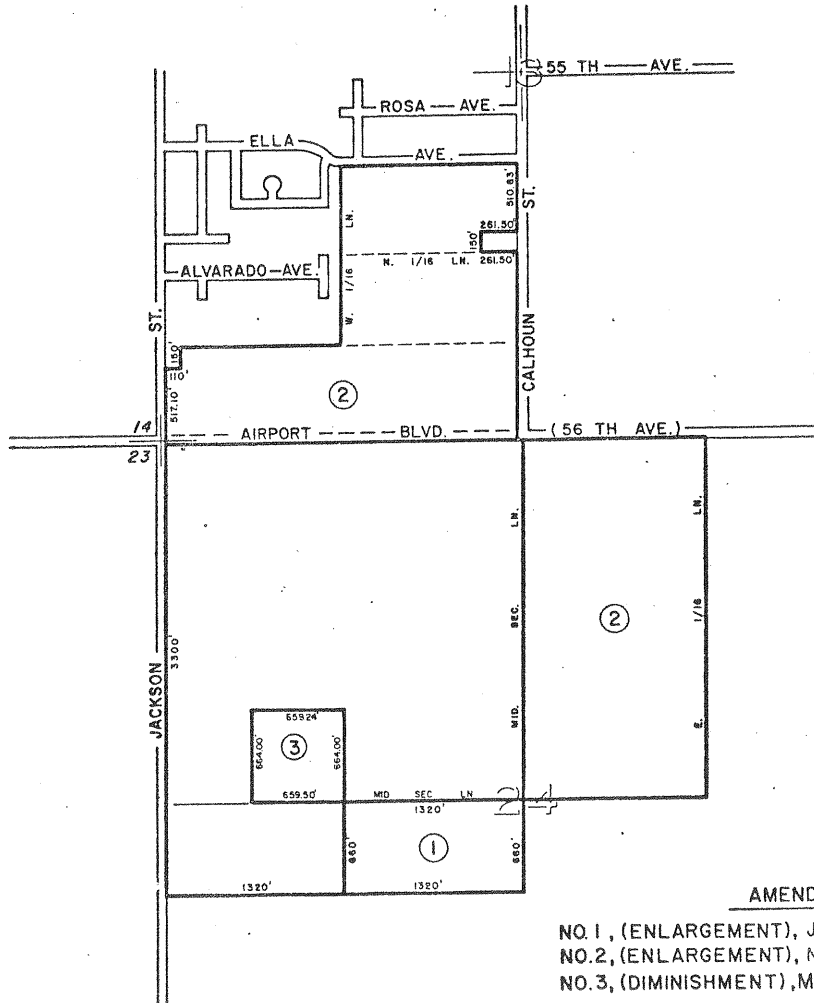 55 TH AVE.
ROSA AVE.
ELLA AVE.
510.63'
ST.
261.50'
150'
LN.
N. 1/16 LN.
261.50'
ALVARADO AVE.
1/16
W.
ST.
150'
110'
CALHOUN
517.10'
2
14
AIRPORT BLVD.
(56 TH AVE.)
23
LN.
LN.
SEC.
1/16
2
3300'
JACKSON
659.24'
MID.
E.
664.00'
3
664.00'
659.50'
MID SEC LN
24
1320'
660'
1
660'
1320'
1320'
AMEND
NO. 1, (ENLARGEMENT), J
NO. 2, (ENLARGEMENT), N
NO. 3, (DIMINISHMENT), M